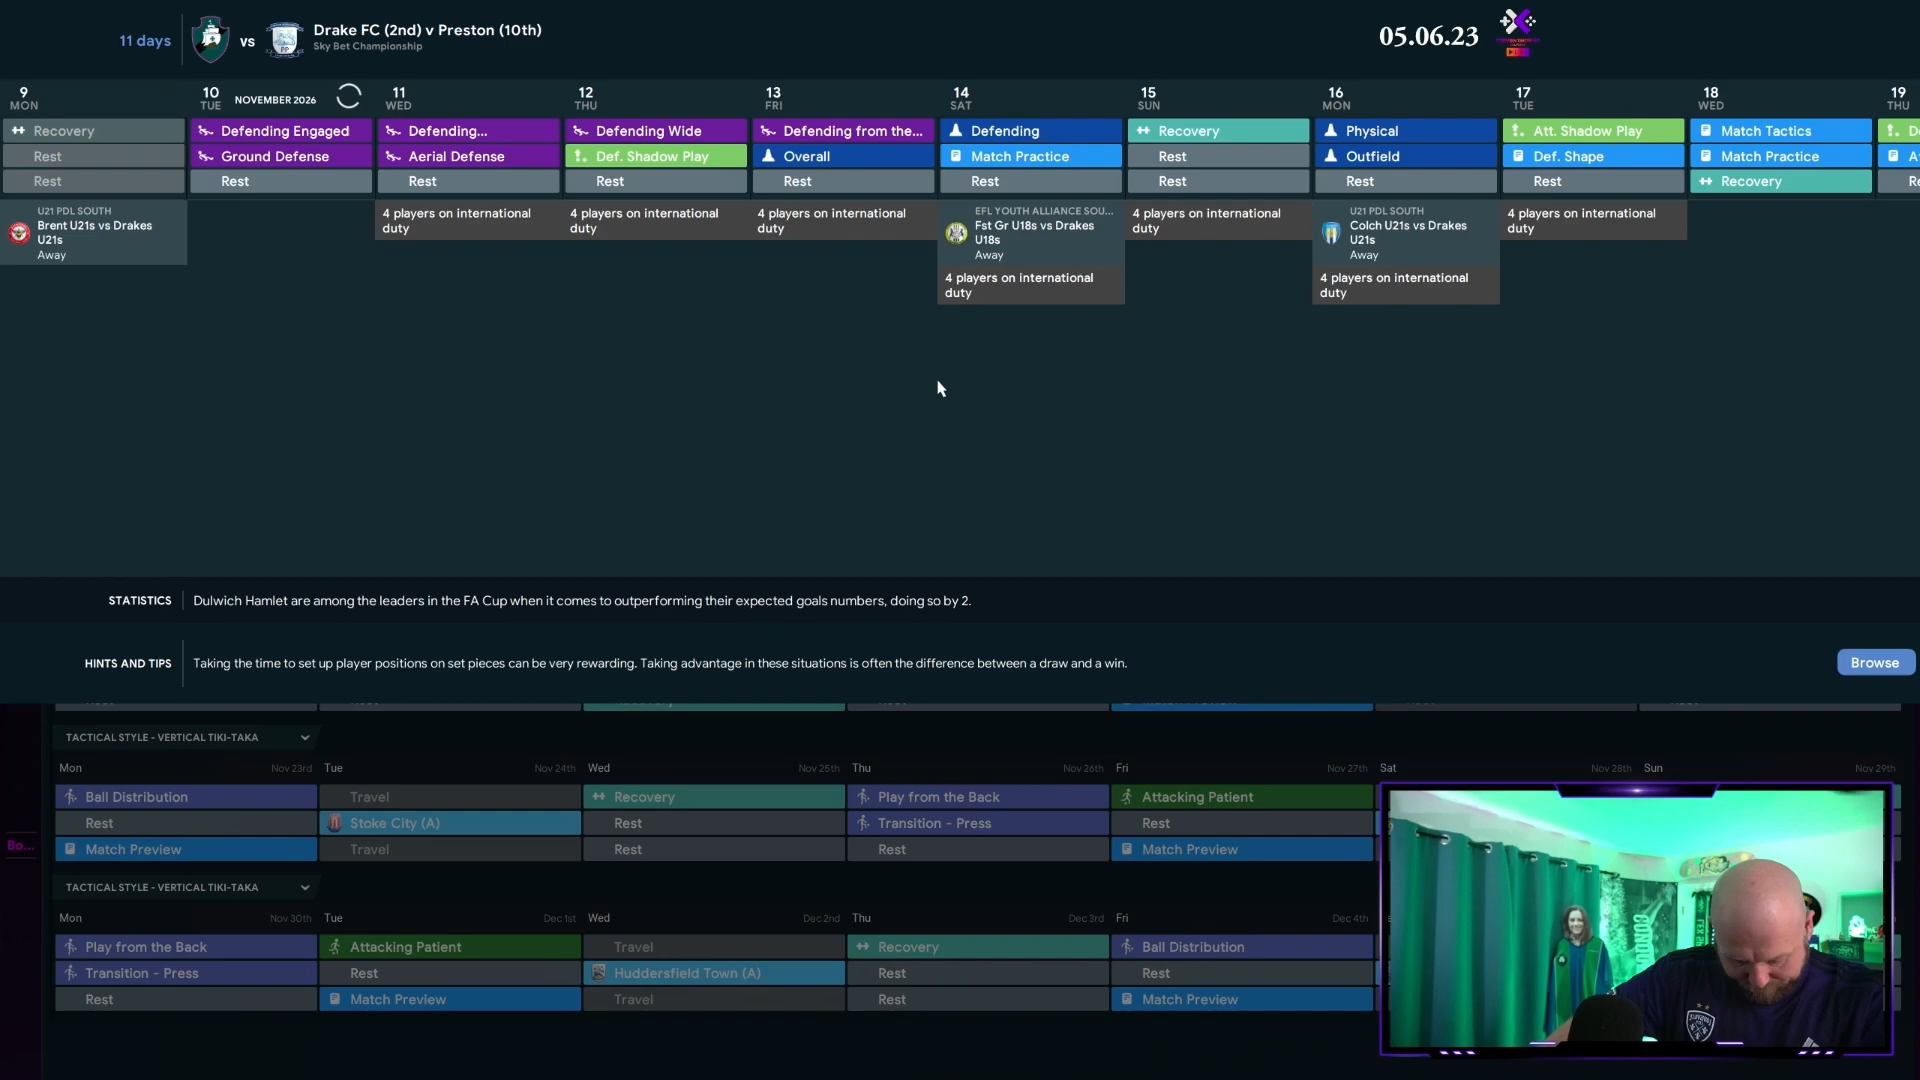 11 days
vs
Drake FC (2nd) v Preston (10th)
Sky Bet Championship
05.06.23
9
MON
10
TUE
NOVEMBER 2026
11
WED
12
THU
13
FRI
14
SAT
15
SUN
16
MON
17
TUE
18
WED
19
THU
Recovery
Defending Engaged
Defending...
Defending Wide
Defending from the...
Defending
Recovery
Physical
Att. Shadow Play
Match Tactics
Rest
Ground Defense
Aerial Defense
Def. Shadow Play
Overall
Match Practice
Rest
Outfield
Def. Shape
Match Practice
Rest
Rest
Rest
Rest
Rest
Rest
Rest
Rest
Rest
Recovery
U21 PDL SOUTH
Brent U21s vs Drakes
U21s
Away
4 players on international
duty
4 players on international
duty
4 players on international
duty
EFL YOUTH ALLIANCE SOU...
Fst Gr U18s vs Drakes
U18s
Away
4 players on international
duty
4 players on international
duty
U21 PDL SOUTH
Colch U21s vs Drakes
U21s
Away
4 players on international
duty
4 players on international
duty
STATISTICS
Dulwich Hamlet are among the leaders in the FA Cup when it comes to outperforming their expected goals numbers, doing so by 2.
HINTS AND TIPS
Taking the time to set up player positions on set pieces can be very rewarding. Taking advantage in these situations is often the difference between a draw and a win.
Browse
Bo...
TACTICAL STYLE - VERTICAL TIKI-TAKA
Mon
Nov 23rd
Tue
Nov 24th
Wed
Nov 25th
Thu
Nov 26th
Fri
Nov 27th
Sat
Nov 28th
Sun
Nov 29th
Ball Distribution
Travel
Recovery
Play from the Back
Attacking Patient
Rest
Stoke City (A)
Rest
Transition - Press
Rest
Match Preview
Travel
Rest
Rest
Match Preview
TACTICAL STYLE - VERTICAL TIKI-TAKA
Mon
Nov 30th
Tue
Dec 1st
Wed
Dec 2nd
Thu
Dec 3rd
Fri
Dec 4th
Play from the Back
Attacking Patient
Travel
Recovery
Ball Distribution
Transition - Press
Rest
Huddersfield Town (A)
Rest
Rest
Rest
Match Preview
Travel
Rest
Match Preview